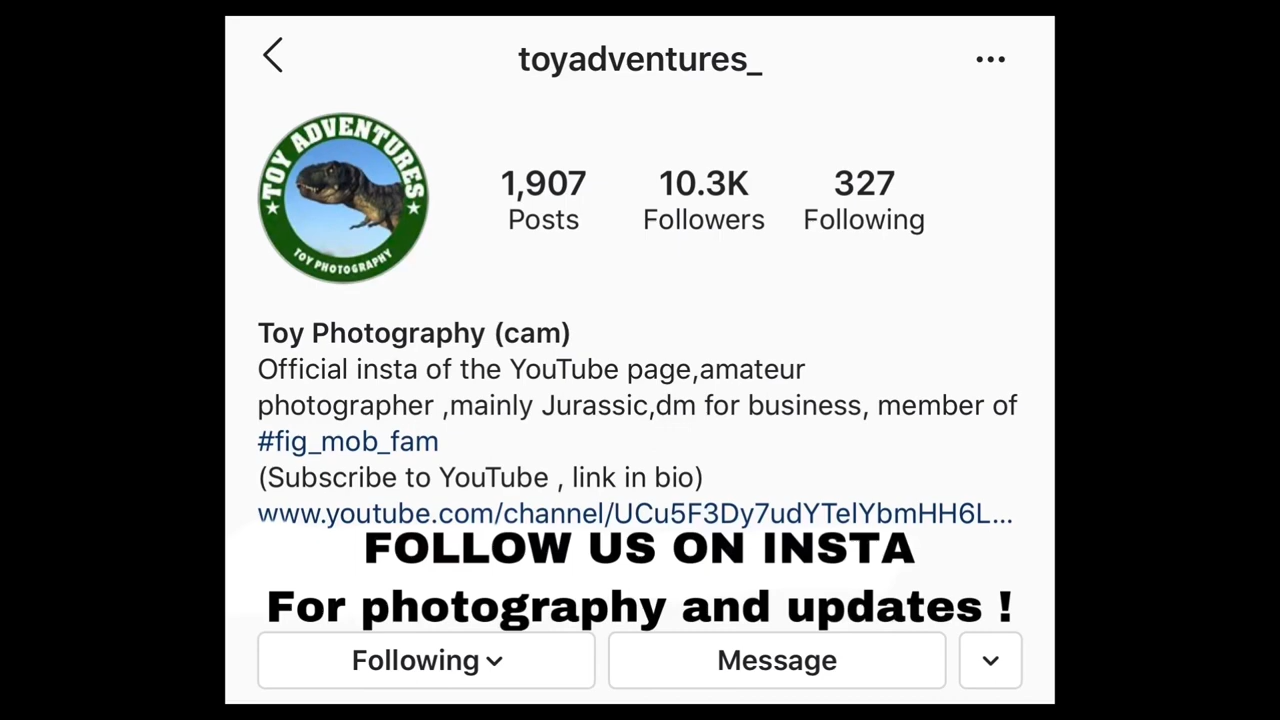 toyadventures_
TOY ADVENTURES
TOY PHOTOGRAPHY
1,907 10.3K 327
Posts Followers Following
Toy Photography (cam)
Official insta of the YouTube page,amateur
photographer ,mainly Jurassic,dm for business, member of
#fig_mob_fam
(Subscribe to YouTube , link in bio)
www.youtube.com/channel/UCu5F3Dy7udYTelYbmHH6L...
FOLLOW US ON INSTA
For photography and updates !
Following Message